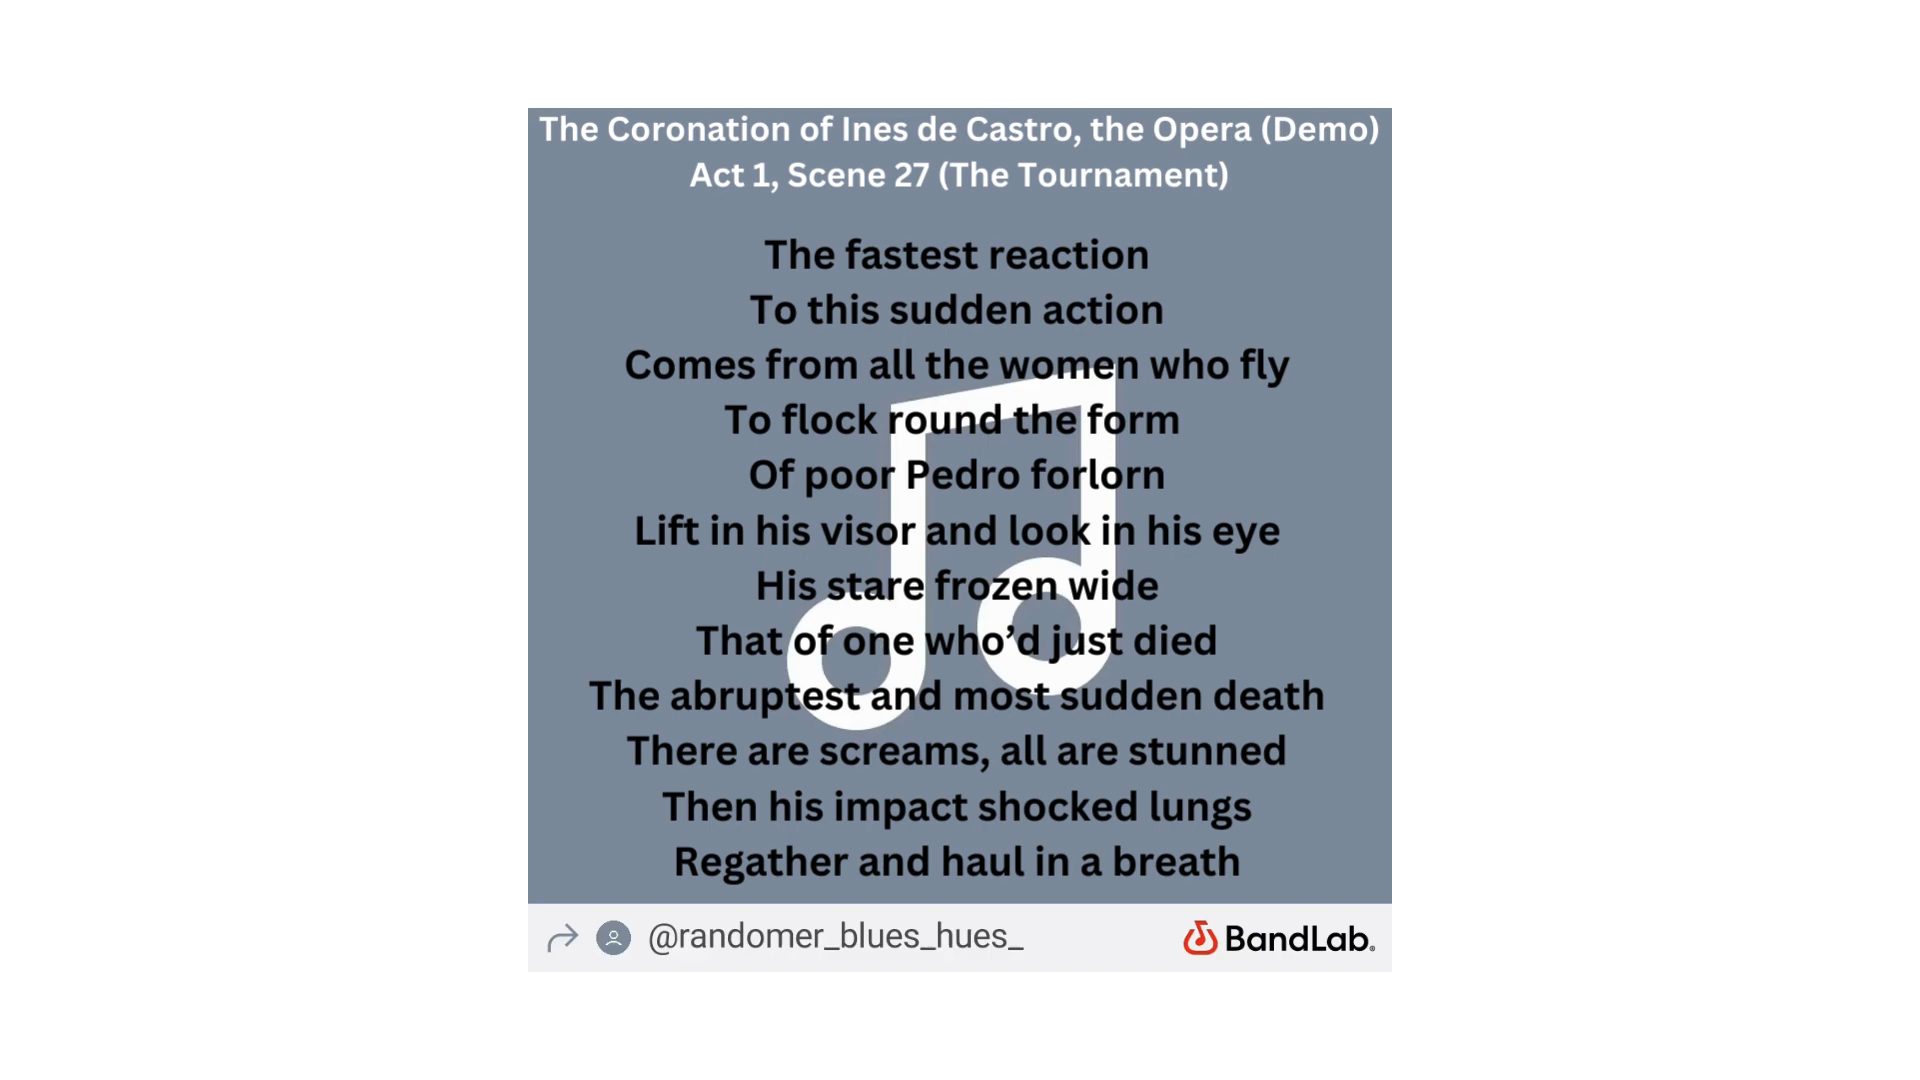 The Coronation of Ines de Castro, the Opera (Demo)
Act 1, Scene 27 (The Tournament)
The fastest reaction
To this sudden action
Comes from all the women who fly
To flock round the form
Of poor Pedro forlorn
Lift in his visor and look in his eye
His stare frozen wide
That of one who’d just died
The abruptest and most sudden death
There are screams, all are stunned
Then his impact shocked lungs
Regather and haul in a breath
@randomer_blues_hues_
BandLab®